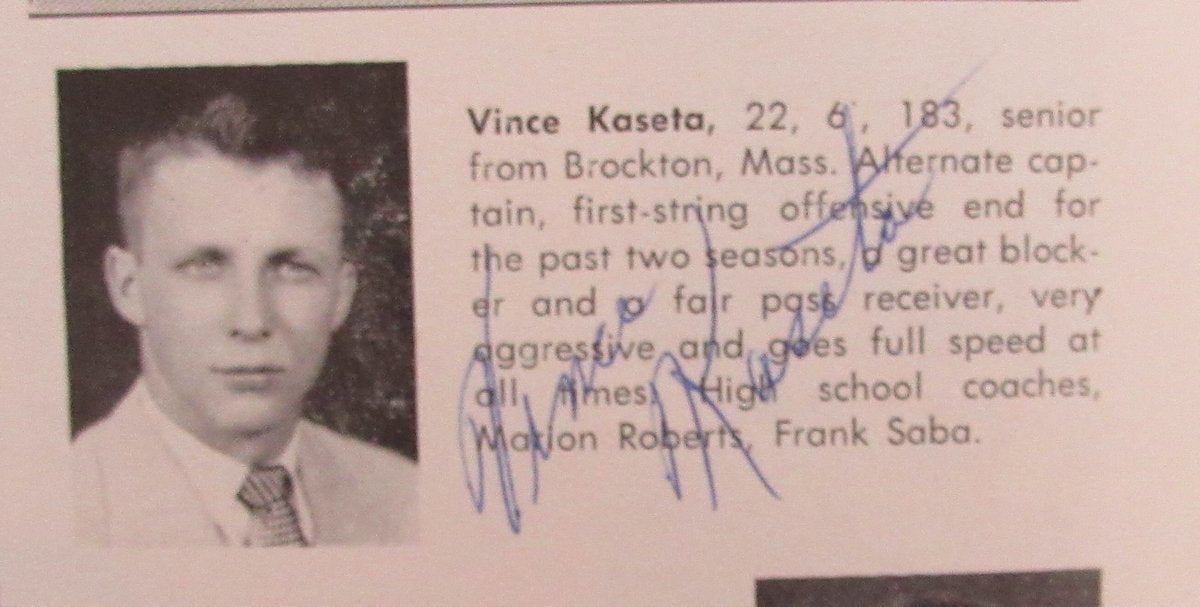 Vince Kaseta, 22, 6', 183, senior
from Brockton, Mass. Alternate cap-
tain, first-string offensive end for
the past two seasons, a great block-
er and a fair pass receiver, very
aggressive and goes full speed at
all times. High school coaches,
Marion Roberts, Frank Saba.
Vince Kaseta